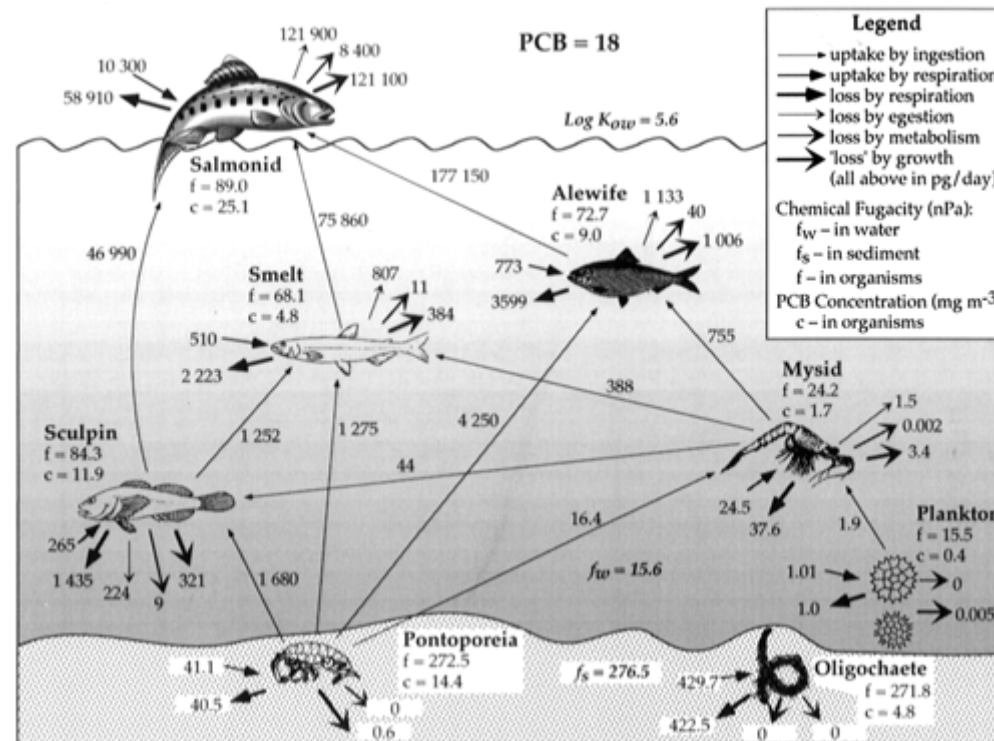 121 900
8 400
121 100
PCB = 18
10 300
58 910
Log Kow = 5.6
Salmonid
f = 89.0
c = 25.1
177 150
Alewife
f = 72.7
c = 9.0
1 133
40
1 006
773
3599
46 990
75 860
Smelt
f = 68.1
c = 4.8
807
11
384
510
2 223
755
388
Mysid
f = 24.2
c = 1.7
1.5
0.002
3.4
24.5
37.6
1.9
Sculpin
f = 84.3
c = 11.9
1 252
1 275
4 250
44
265
1 435
224
9
321
1 680
16.4
fw = 15.6
Plankton
f = 15.5
c = 0.4
1.01
1.0
0
0.005
Pontoporeia
f = 272.5
c = 14.4
41.1
40.5
0
0.6
fs = 276.5
Oligochaete
f = 271.8
c = 4.8
429.7
422.5
0
0
Legend
uptake by ingestion
uptake by respiration
loss by respiration
loss by egestion
loss by metabolism
'loss' by growth
(all above in pg/day)
Chemical Fugacity (nPa):
fw – in water
fs – in sediment
f – in organisms
PCB Concentration (mg m-3
c – in organisms